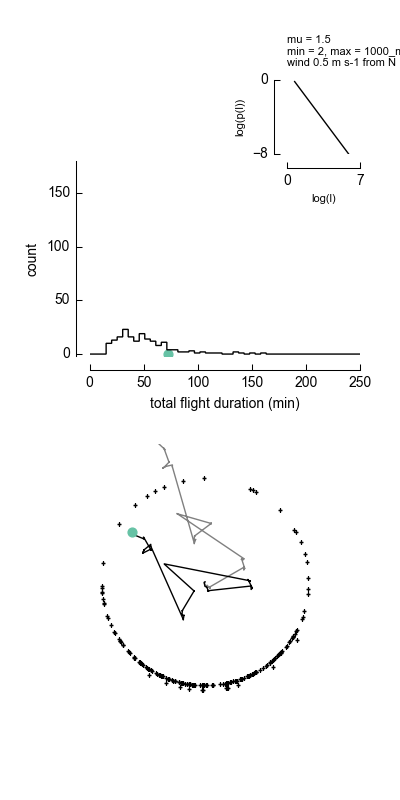 mu = 1.5
min = 2, max = 1000_m
wind 0.5 m s-1 from N
0
log(p(l))
−8
0
7
log(l)
150
100
50
0
count
0
50
100
150
200
250
total flight duration (min)